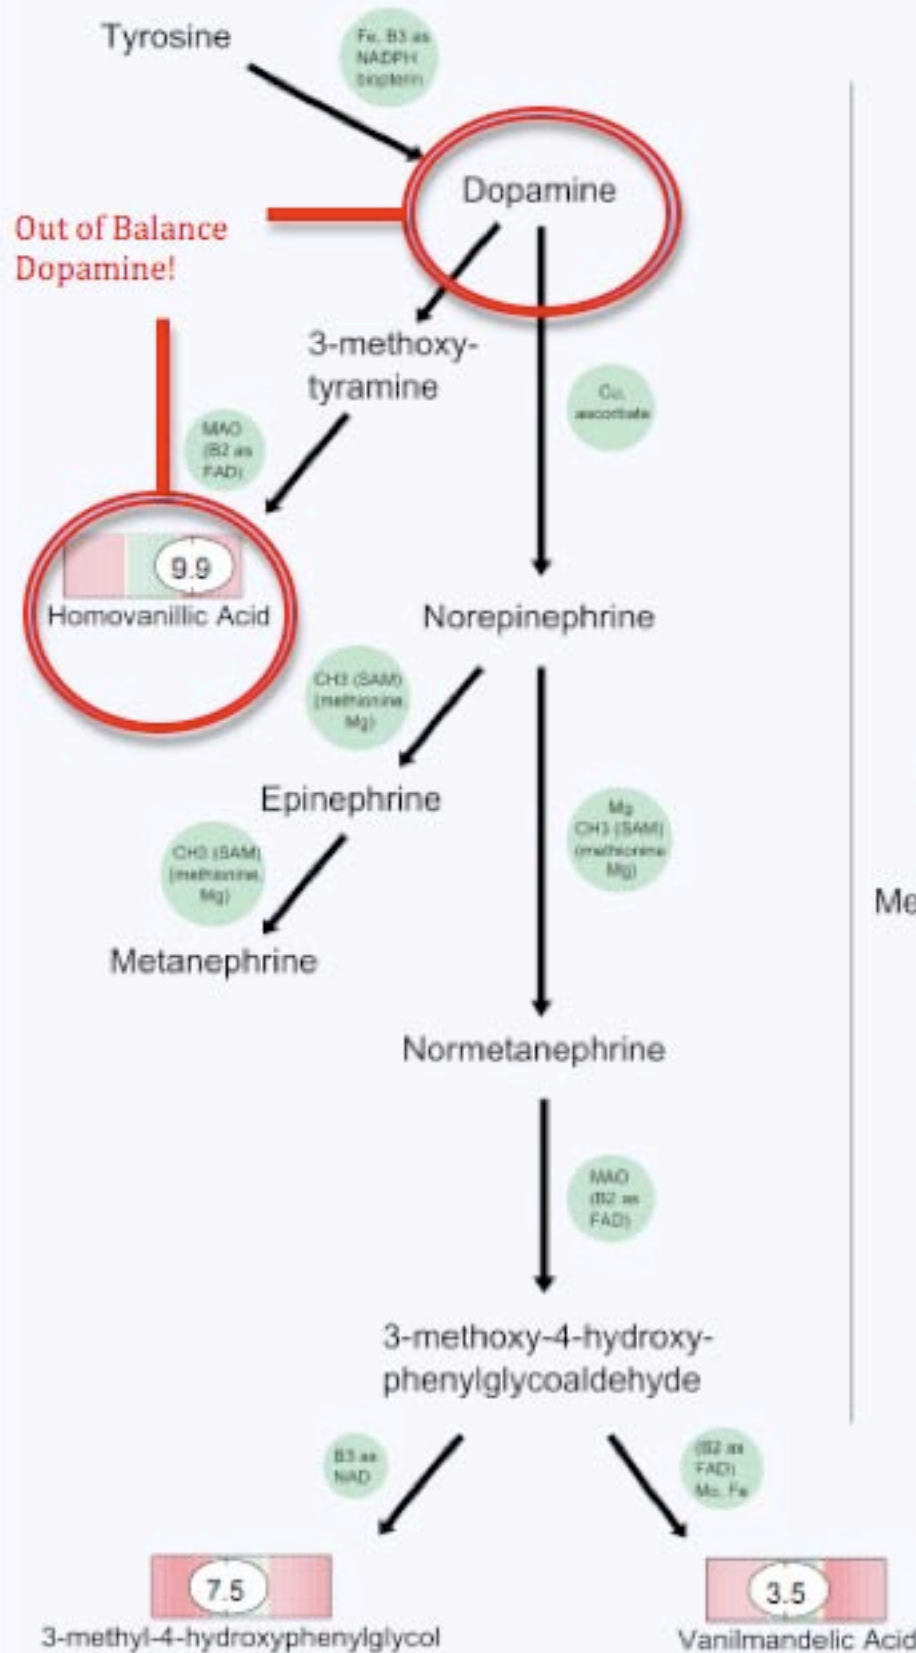 Tyrosine
Fe, B3 as
NADPH
biopterin
Dopamine
Out of Balance
Dopamine!
3-methoxy-
tyramine
Cu,
ascorbate
MAO
(B2 as
FAD)
9.9
Homovanillic Acid
Norepinephrine
CH3 (SAM)
(methionine,
Mg)
Epinephrine
Mg
CH3 (SAM)
(methionine
Mg)
CH3 (SAM)
(methionine,
Mg)
Me
Metanephrine
Normetanephrine
MAO
(B2 as
FAD)
3-methoxy-4-hydroxy-
phenylglycoaldehyde
B3 as
NAD
(B2 as
FAD)
Mo, Fe
7.5
3-methyl-4-hydroxyphenylglycol
3.5
Vanilmandelic Acid